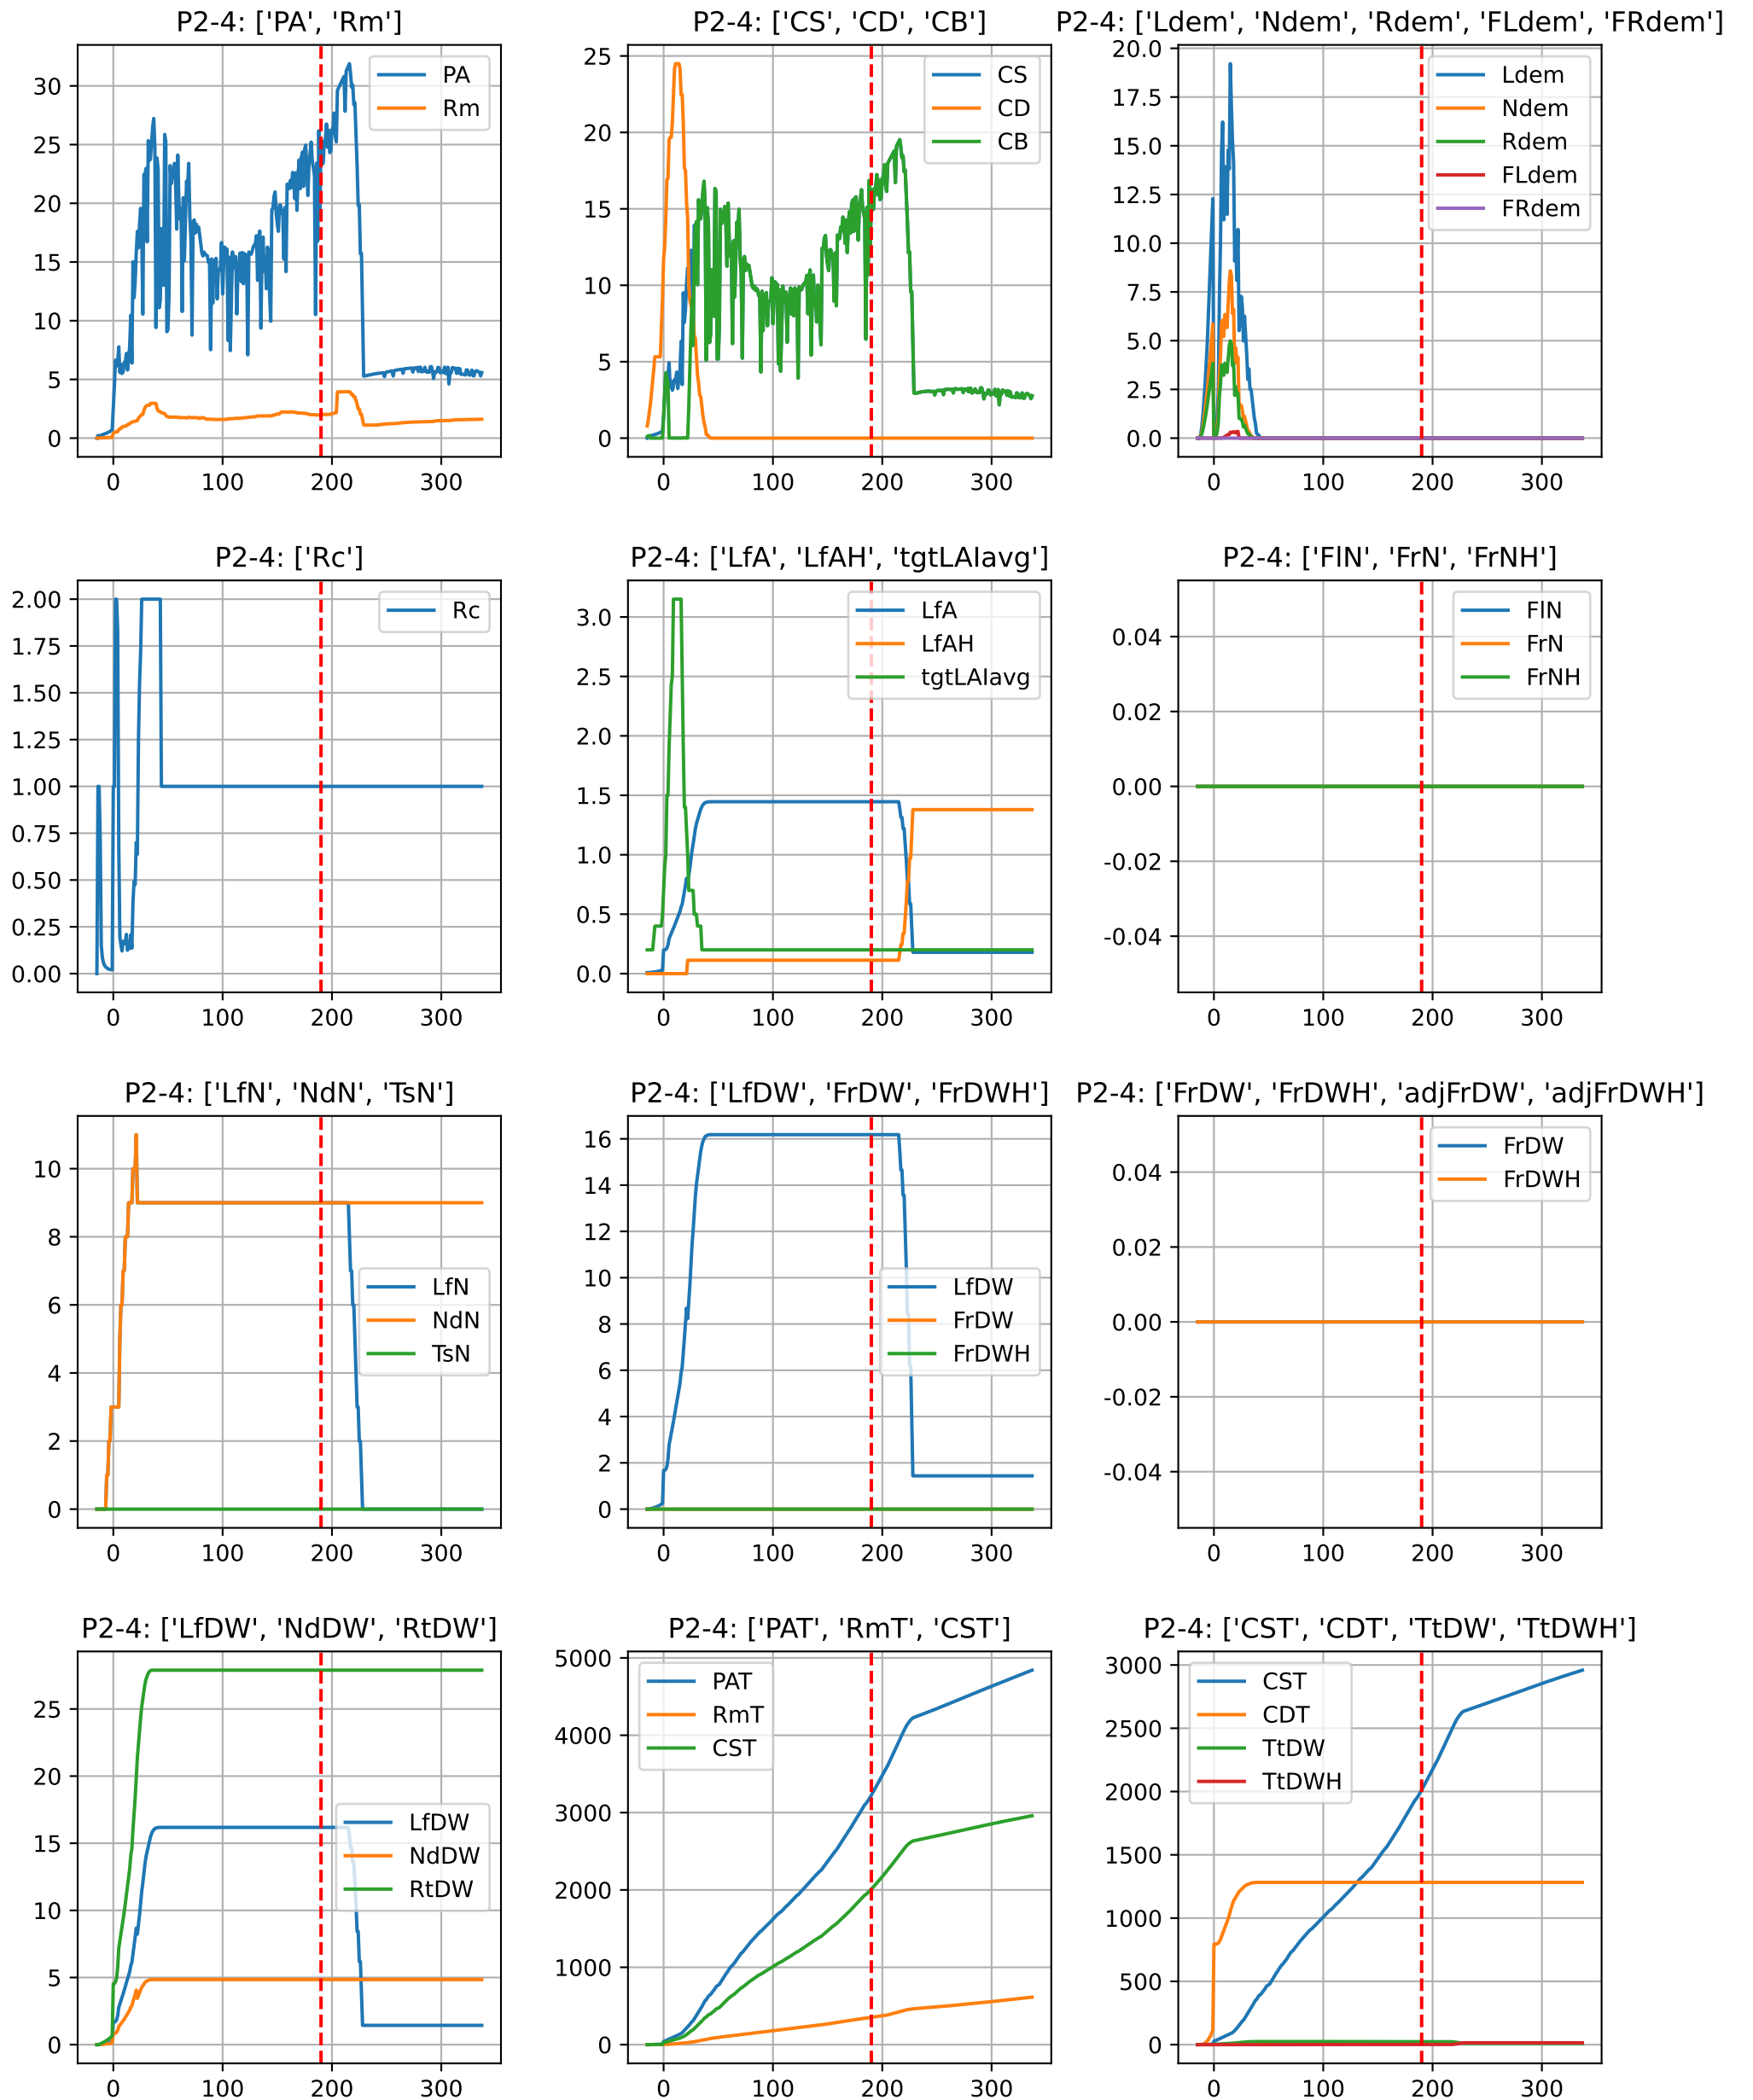 P2-4: ['PA', 'Rm']
30
25
20
15
10
5
0
0 100 200 300
PA
Rm
P2-4: ['CS', 'CD', 'CB']
25
20
15
10
5
0
0 100 200 300
CS
CD
CB
P2-4: ['Ldem', 'Ndem', 'Rdem', 'FLdem', 'FRdem']
20.0
17.5
15.0
12.5
10.0
7.5
5.0
2.5
0.0
0 100 200 300
Ldem
Ndem
Rdem
FLdem
FRdem
P2-4: ['Rc']
2.00
1.75
1.50
1.25
1.00
0.75
0.50
0.25
0.00
0 100 200 300
Rc
P2-4: ['LfA', 'LfAH', 'tgtLAIavg']
3.0
2.5
2.0
1.5
1.0
0.5
0.0
0 100 200 300
LfA
LfAH
tgtLAIavg
P2-4: ['FlN', 'FrN', 'FrNH']
0.04
0.02
0.00
-0.02
-0.04
0 100 200 300
FlN
FrN
FrNH
P2-4: ['LfN', 'NdN', 'TsN']
10
8
6
4
2
0
0 100 200 300
LfN
NdN
TsN
P2-4: ['LfDW', 'FrDW', 'FrDWH']
16
14
12
10
8
6
4
2
0
0 100 200 300
LfDW
FrDW
FrDWH
P2-4: ['FrDW', 'FrDWH', 'adjFrDW', 'adjFrDWH']
0.04
0.02
0.00
-0.02
-0.04
0 100 200 300
FrDW
FrDWH
P2-4: ['LfDW', 'NdDW', 'RtDW']
25
20
15
10
5
0
0 100 200 300
LfDW
NdDW
RtDW
P2-4: ['PAT', 'RmT', 'CST']
5000
4000
3000
2000
1000
0
0 100 200 300
PAT
RmT
CST
P2-4: ['CST', 'CDT', 'TtDW', 'TtDWH']
3000
2500
2000
1500
1000
500
0
0 100 200 300
CST
CDT
TtDW
TtDWH